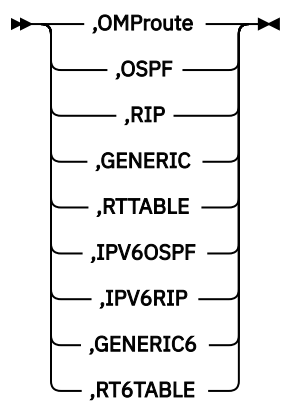 ,OMProute
,OSPF
,RIP
,GENERIC
,RTTABLE
,IPV6OSPF
,IPV6RIP
,GENERIC6
,RT6TABLE